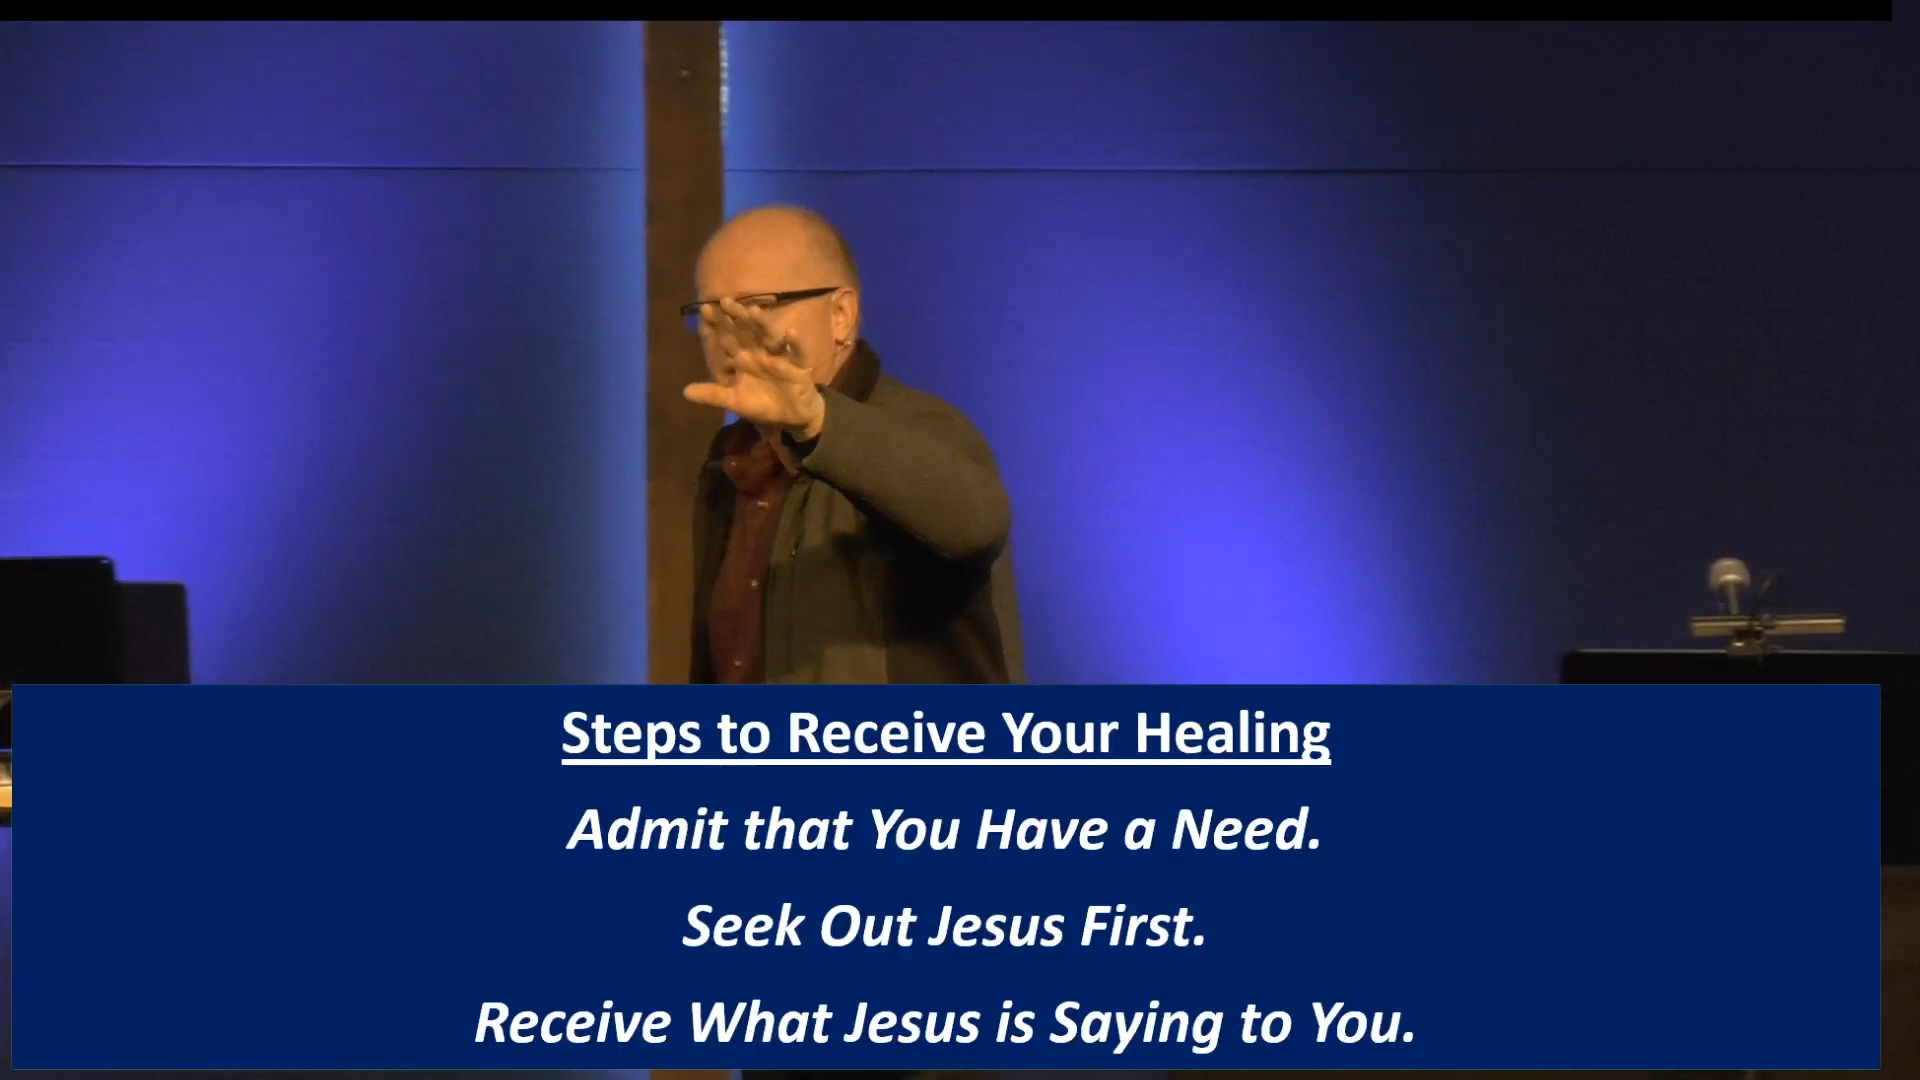 Steps to Receive Your Healing
Admit that You Have a Need.
Seek Out Jesus First.
Receive What Jesus is Saying to You.